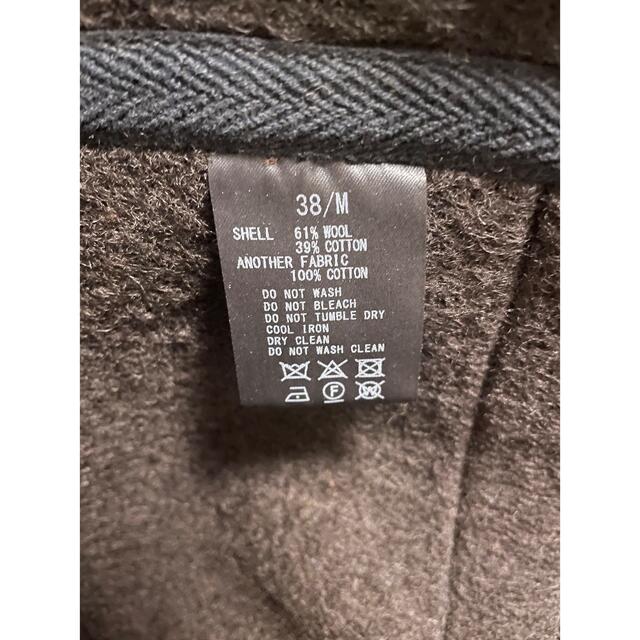 38/M
SHELL 61% WOOL
39% COTTON
ANOTHER FABRIC
100% COTTON
DO NOT WASH
DO NOT BLEACH
DO NOT TUMBLE DRY
COOL IRON
DRY CLEAN
DO NOT WASH CLEAN
F
W